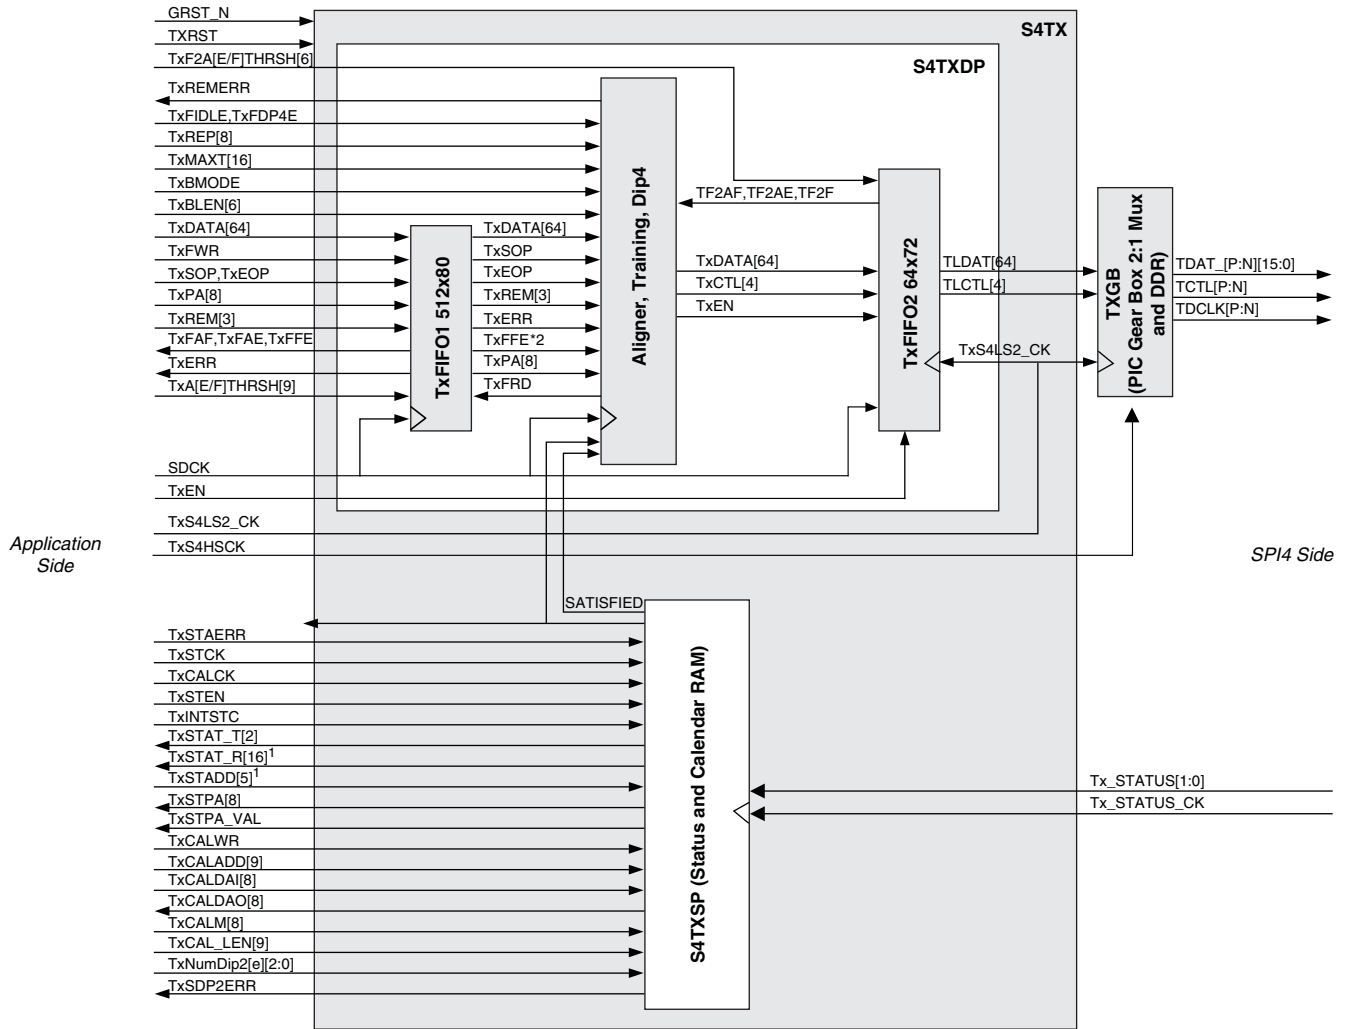 GRST_N
TXRST
TxF2A[E/F]THRSH[6]
TxREMERR
TxFIDLE,TxFDP4E
TxREP[8]
TxMAXT[16]
TxBMODE
TxBLEN[6]
TxDATA[64]
TxFWR
TxSOP,TxEOP
TxPA[8]
TxREM[3]
TxFAF,TxFAE,TxFFE
TxERR
TxA[E/F]THRSH[9]
SDCK
TxEN
TxS4LS2_CK
TxS4HSCK
Application
Side
S4TX
S4TXDP
TxFIFO1 512x80
TxDATA[64]
TxSOP
TxEOP
TxREM[3]
TxERR
TxFFE*2
TxPA[8]
TxFRD
Aligner, Training, Dip4
TF2AF,TF2AE,TF2F
TxDATA[64]
TxCTL[4]
TxEN
TxFIFO2 64x72
TLDAT[64]
TLCTL[4]
TxS4LS2_CK
TXGB
(PIC Gear Box 2:1 Mux
and DDR)
TDAT_[P:N][15:0]
TCTL[P:N]
TDCLK[P:N]
SPI4 Side
SATISFIED
TxSTAERR
TxSTCK
TxCALCK
TxSTEN
TxINTSTC
TxSTAT_T[2]
TxSTAT_R[16]1
TxSTADD[5]1
TxSTPA[8]
TxSTPA_VAL
TxCALWR
TxCALADD[9]
TxCALDAI[8]
TxCALDAO[8]
TxCALM[8]
TxCAL_LEN[9]
TxNumDip2[e][2:0]
TxSDP2ERR
S4TXSP (Status and Calendar RAM)
Tx_STATUS[1:0]
Tx_STATUS_CK